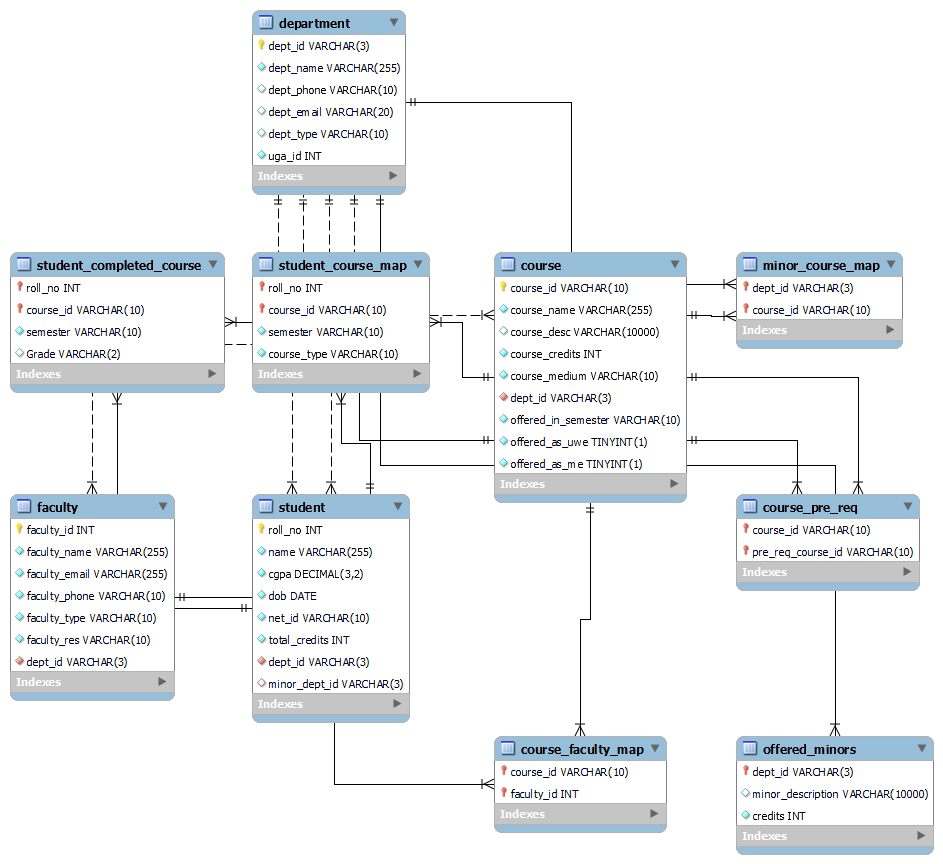 department
dept_id VARCHAR(3)
dept_name VARCHAR(255)
dept_phone VARCHAR(10)
dept_email VARCHAR(20)
dept_type VARCHAR(10)
uga_id INT
Indexes
student_completed_course
roll_no INT
course_id VARCHAR(10)
semester VARCHAR(10)
Grade VARCHAR(2)
Indexes
student_course_map
roll_no INT
course_id VARCHAR(10)
semester VARCHAR(10)
course_type VARCHAR(10)
Indexes
course
course_id VARCHAR(10)
course_name VARCHAR(255)
course_desc VARCHAR(10000)
course_credits INT
course_medium VARCHAR(10)
dept_id VARCHAR(3)
offered_in_semester VARCHAR(10)
offered_as_uwe TINYINT(1)
offered_as_me TINYINT(1)
Indexes
minor_course_map
dept_id VARCHAR(3)
course_id VARCHAR(10)
Indexes
faculty
faculty_id INT
faculty_name VARCHAR(255)
faculty_email VARCHAR(255)
faculty_phone VARCHAR(10)
faculty_type VARCHAR(10)
faculty_res VARCHAR(10)
dept_id VARCHAR(3)
Indexes
student
roll_no INT
name VARCHAR(255)
cgpa DECIMAL(3,2)
dob DATE
net_id VARCHAR(10)
total_credits INT
dept_id VARCHAR(3)
minor_dept_id VARCHAR(3)
Indexes
course_pre_req
course_id VARCHAR(10)
pre_req_course_id VARCHAR(10)
Indexes
course_faculty_map
course_id VARCHAR(10)
faculty_id INT
Indexes
offered_minors
dept_id VARCHAR(3)
minor_description VARCHAR(10000)
credits INT
Indexes